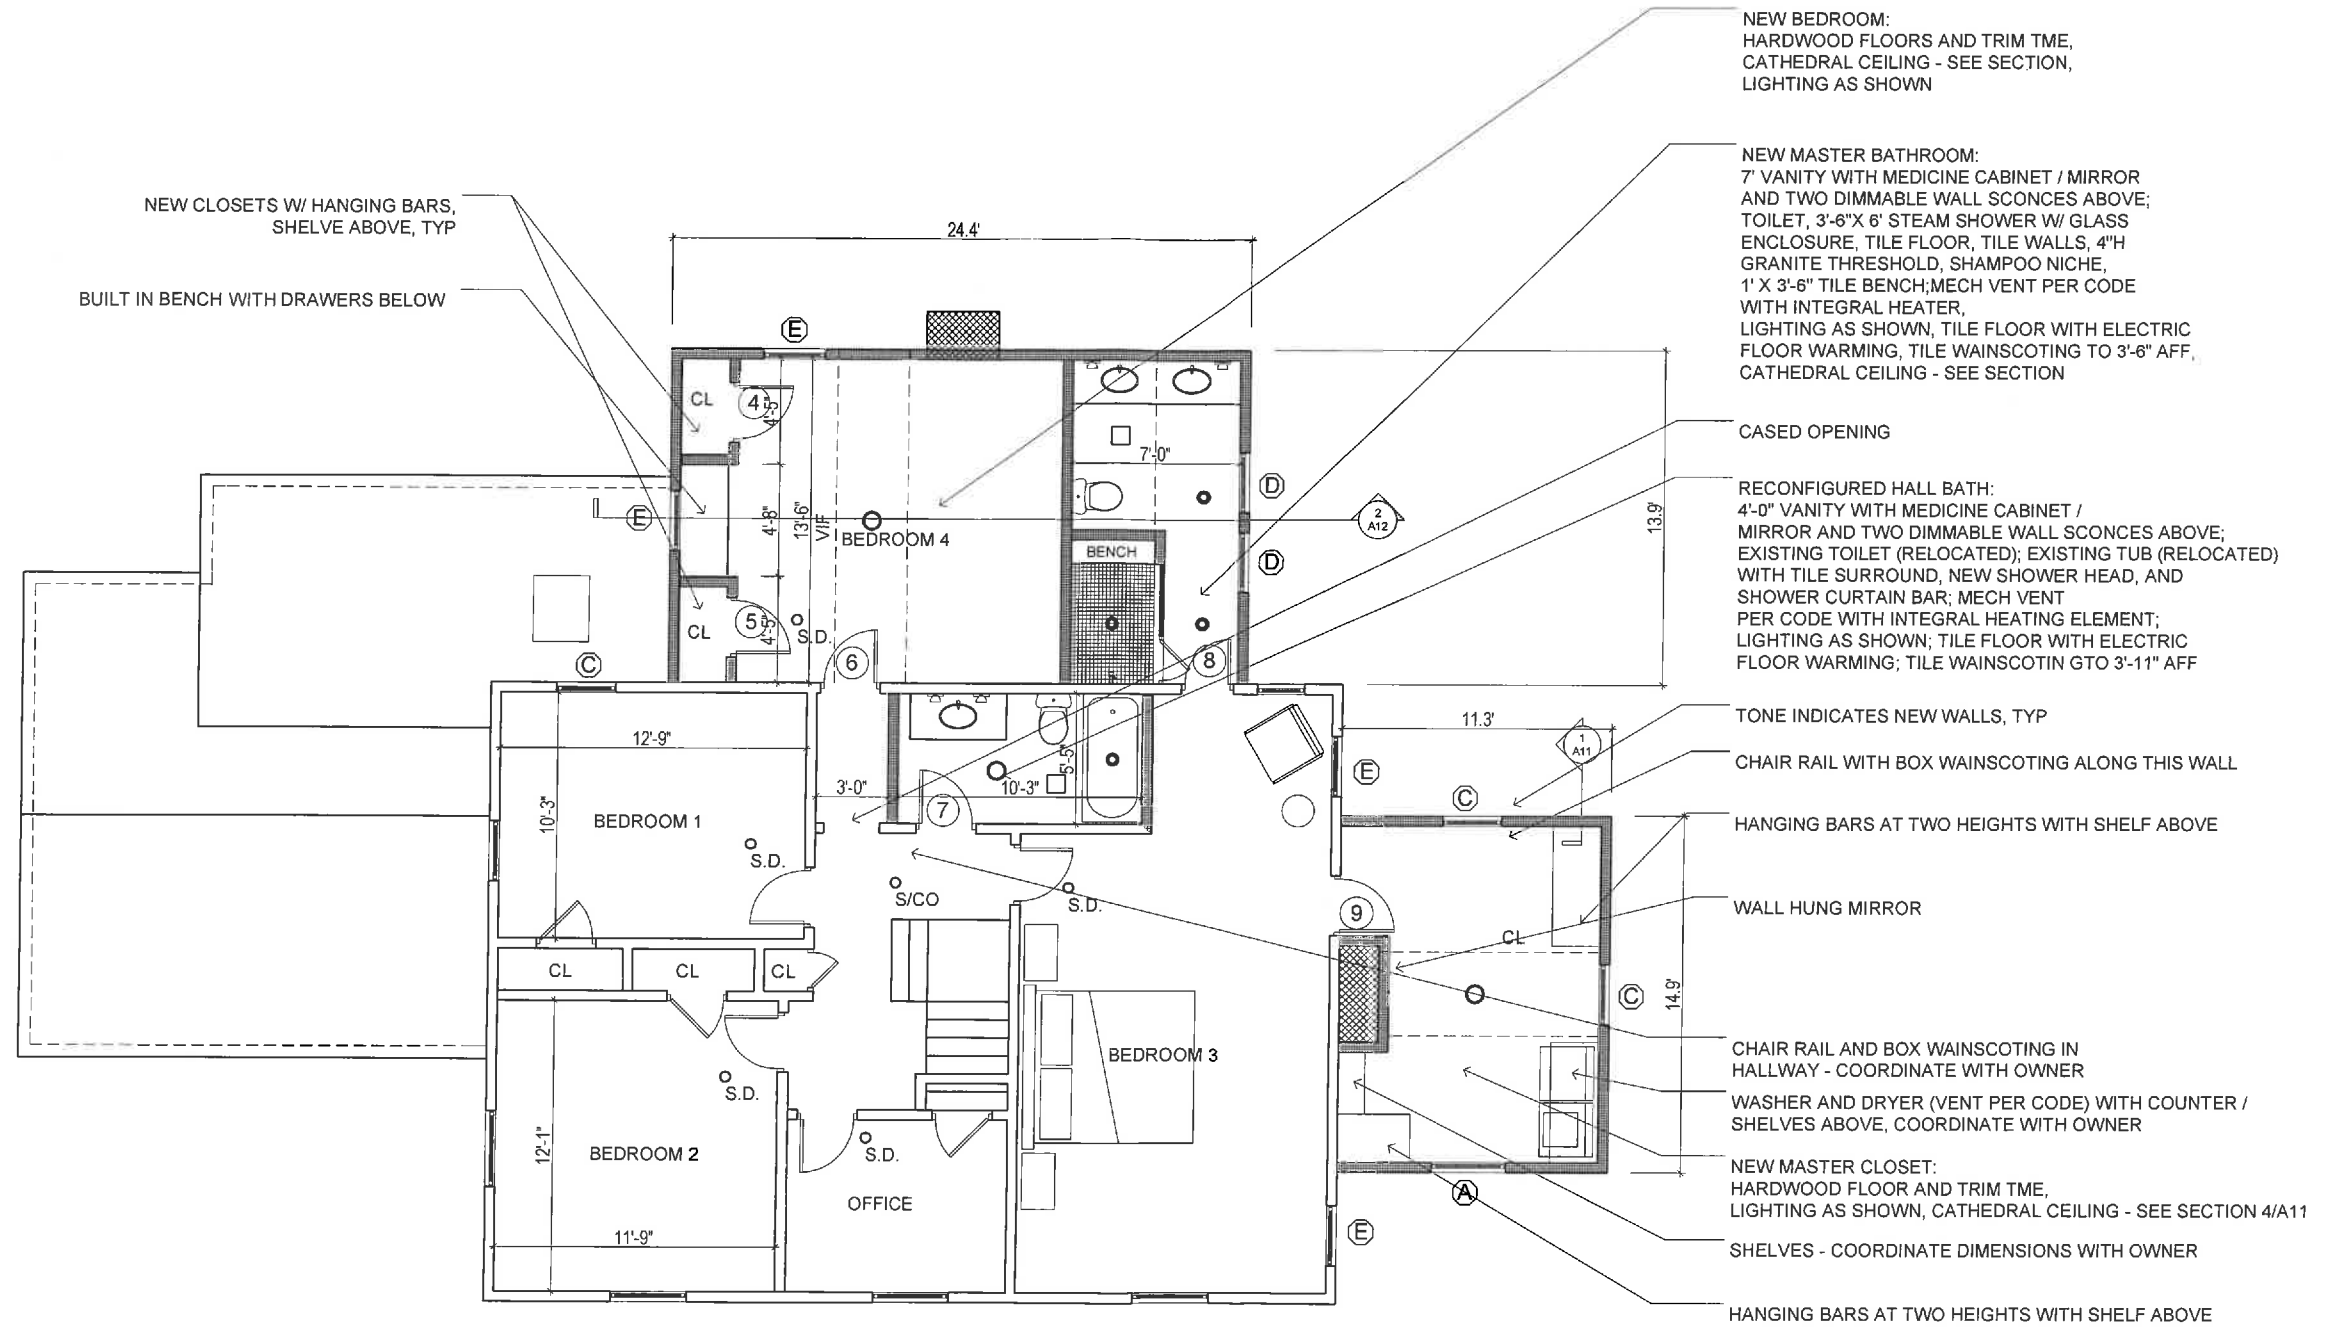 NEW BEDROOM:
HARDWOOD FLOORS AND TRIM TME,
CATHEDRAL CEILING - SEE SECTION,
LIGHTING AS SHOWN
NEW MASTER BATHROOM:
7' VANITY WITH MEDICINE CABINET / MIRROR
AND TWO DIMMABLE WALL SCONCES ABOVE;
TOILET, 3'-6"X 6' STEAM SHOWER W/ GLASS
ENCLOSURE, TILE FLOOR, TILE WALLS, 4"H
GRANITE THRESHOLD, SHAMPOO NICHE,
1' X 3'-6" TILE BENCH;MECH VENT PER CODE
WITH INTEGRAL HEATER,
LIGHTING AS SHOWN, TILE FLOOR WITH ELECTRIC
FLOOR WARMING, TILE WAINSCOTING TO 3'-6" AFF,
CATHEDRAL CEILING - SEE SECTION
CASED OPENING
RECONFIGURED HALL BATH:
4'-0" VANITY WITH MEDICINE CABINET /
MIRROR AND TWO DIMMABLE WALL SCONCES ABOVE;
EXISTING TOILET (RELOCATED); EXISTING TUB (RELOCATED)
WITH TILE SURROUND, NEW SHOWER HEAD, AND
SHOWER CURTAIN BAR; MECH VENT
PER CODE WITH INTEGRAL HEATING ELEMENT;
LIGHTING AS SHOWN; TILE FLOOR WITH ELECTRIC
FLOOR WARMING; TILE WAINSCOTIN GTO 3'-11" AFF
TONE INDICATES NEW WALLS, TYP
CHAIR RAIL WITH BOX WAINSCOTING ALONG THIS WALL
HANGING BARS AT TWO HEIGHTS WITH SHELF ABOVE
WALL HUNG MIRROR
CHAIR RAIL AND BOX WAINSCOTING IN
HALLWAY - COORDINATE WITH OWNER
WASHER AND DRYER (VENT PER CODE) WITH COUNTER /
SHELVES ABOVE, COORDINATE WITH OWNER
NEW MASTER CLOSET:
HARDWOOD FLOOR AND TRIM TME,
LIGHTING AS SHOWN, CATHEDRAL CEILING - SEE SECTION 4/A11
SHELVES - COORDINATE DIMENSIONS WITH OWNER
HANGING BARS AT TWO HEIGHTS WITH SHELF ABOVE
NEW CLOSETS W/ HANGING BARS,
SHELVE ABOVE, TYP
BUILT IN BENCH WITH DRAWERS BELOW
24.4'
E
CL
4
4'-5"
7'-0"
D
E
4'-8"
13'-6"
VIF
BEDROOM 4
2
A12
13.9'
BENCH
D
CL
5
4'-5"
S.D.
C
6
8
11.3'
1
A11
12'-9"
5'-5"
E
3'-0"
10'-3"
7
C
10'-3"
BEDROOM 1
S.D.
S/CO
S.D.
9
CL
CL
CL
CL
C
14.9'
BEDROOM 3
S.D.
12'-1"
BEDROOM 2
S.D.
A
OFFICE
11'-9"
E